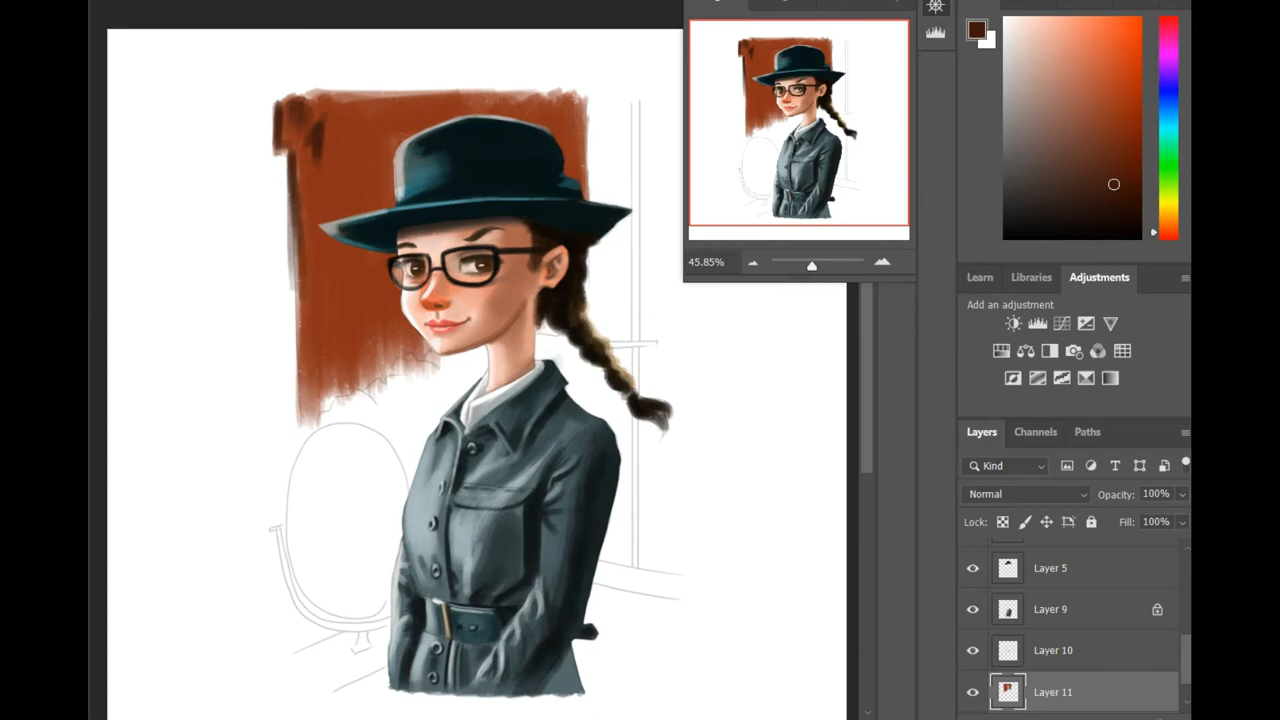 45.85%
Learn Libraries Adjustments
Add an adjustment
Layers Channels Paths
Kind
Normal Opacity: 100%
Lock: Fill: 100%
Layer 5
Layer 9
Layer 10
Layer 11